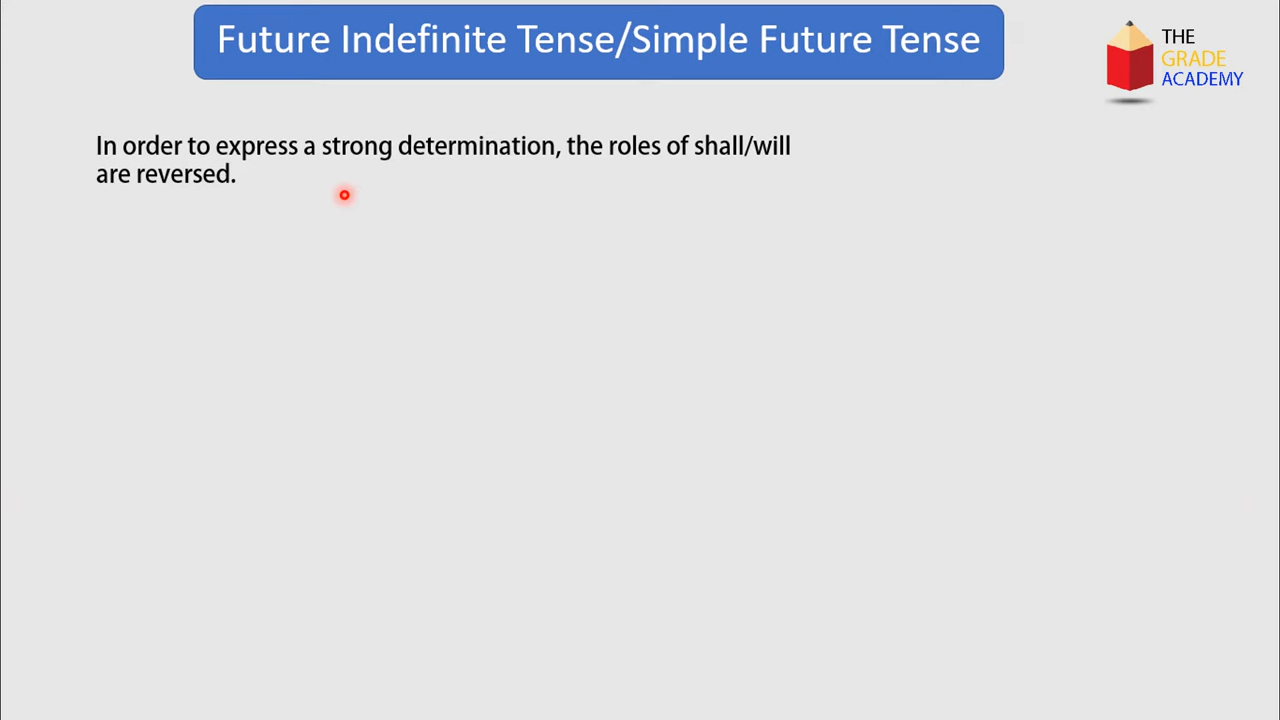 Future Indefinite Tense/Simple Future Tense
THE
GRADE
ACADEMY
In order to express a strong determination, the roles of shall/will
are reversed.